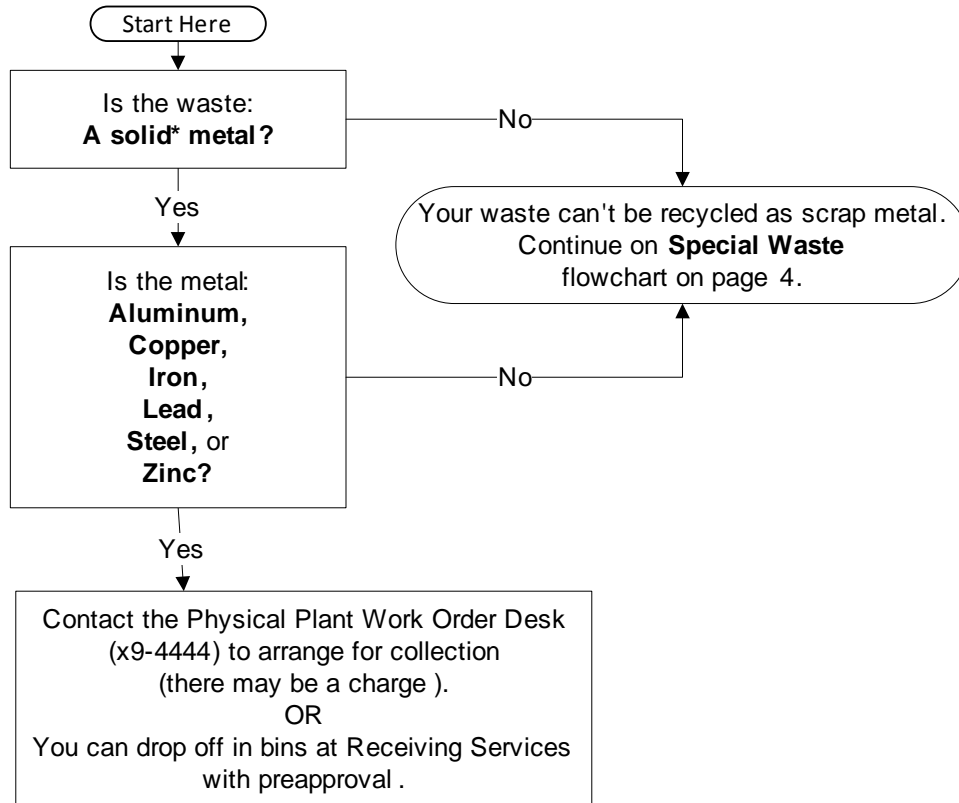 Start Here
Is the waste:
A solid* metal?
No
Yes
Your waste can't be recycled as scrap metal.
Continue on Special Waste
flowchart on page 4.
Is the metal:
Aluminum,
Copper,
Iron,
Lead,
Steel, or
Zinc?
No
Yes
Contact the Physical Plant Work Order Desk
(x9-4444) to arrange for collection
(there may be a charge ).
OR
You can drop off in bins at Receiving Services
with preapproval .